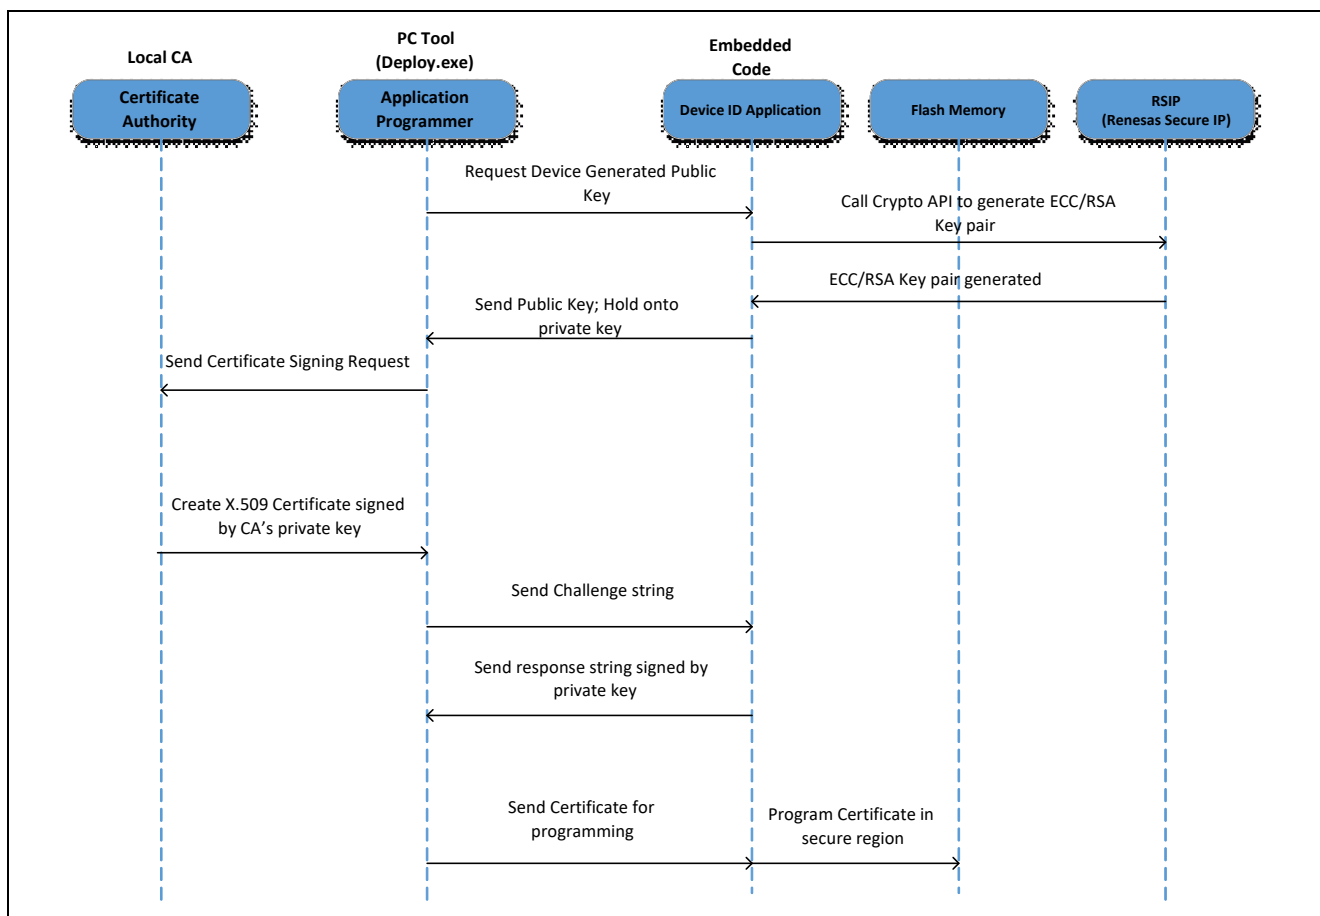 Local CA
PC Tool
(Deploy.exe)
Embedded
Code
Certificate
Authority
Application
Programmer
Device ID Application
Flash Memory
RSIP
(Renesas Secure IP)
Request Device Generated Public
Key
Call Crypto API to generate ECC/RSA
Key pair
ECC/RSA Key pair generated
Send Public Key; Hold onto
private key
Send Certificate Signing Request
Create X.509 Certificate signed
by CA’s private key
Send Challenge string
Send response string signed by
private key
Send Certificate for
programming
Program Certificate in
secure region